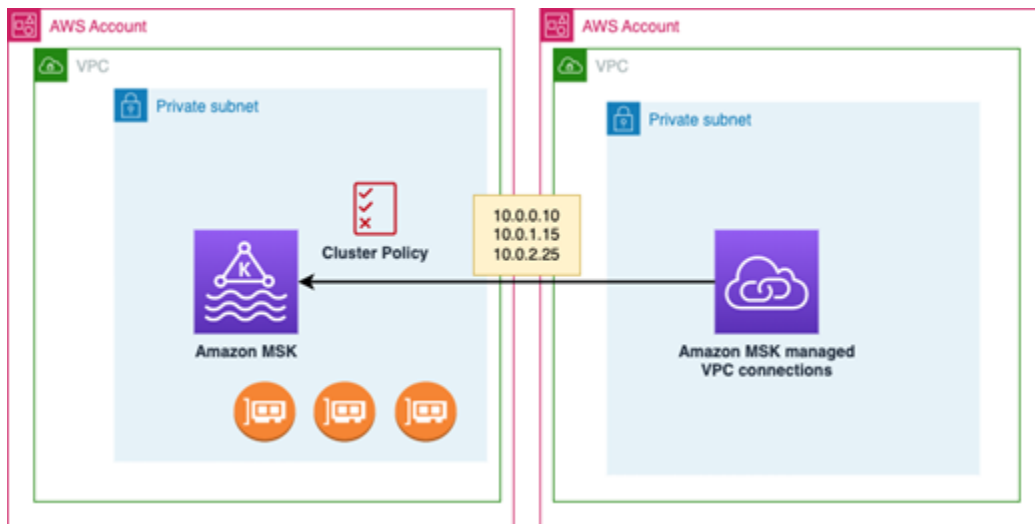 AWS Account
VPC
Private subnet
Cluster Policy
K
Amazon MSK
10.0.0.10
10.0.1.15
10.0.2.25
AWS Account
VPC
Private subnet
Amazon MSK managed
VPC connections